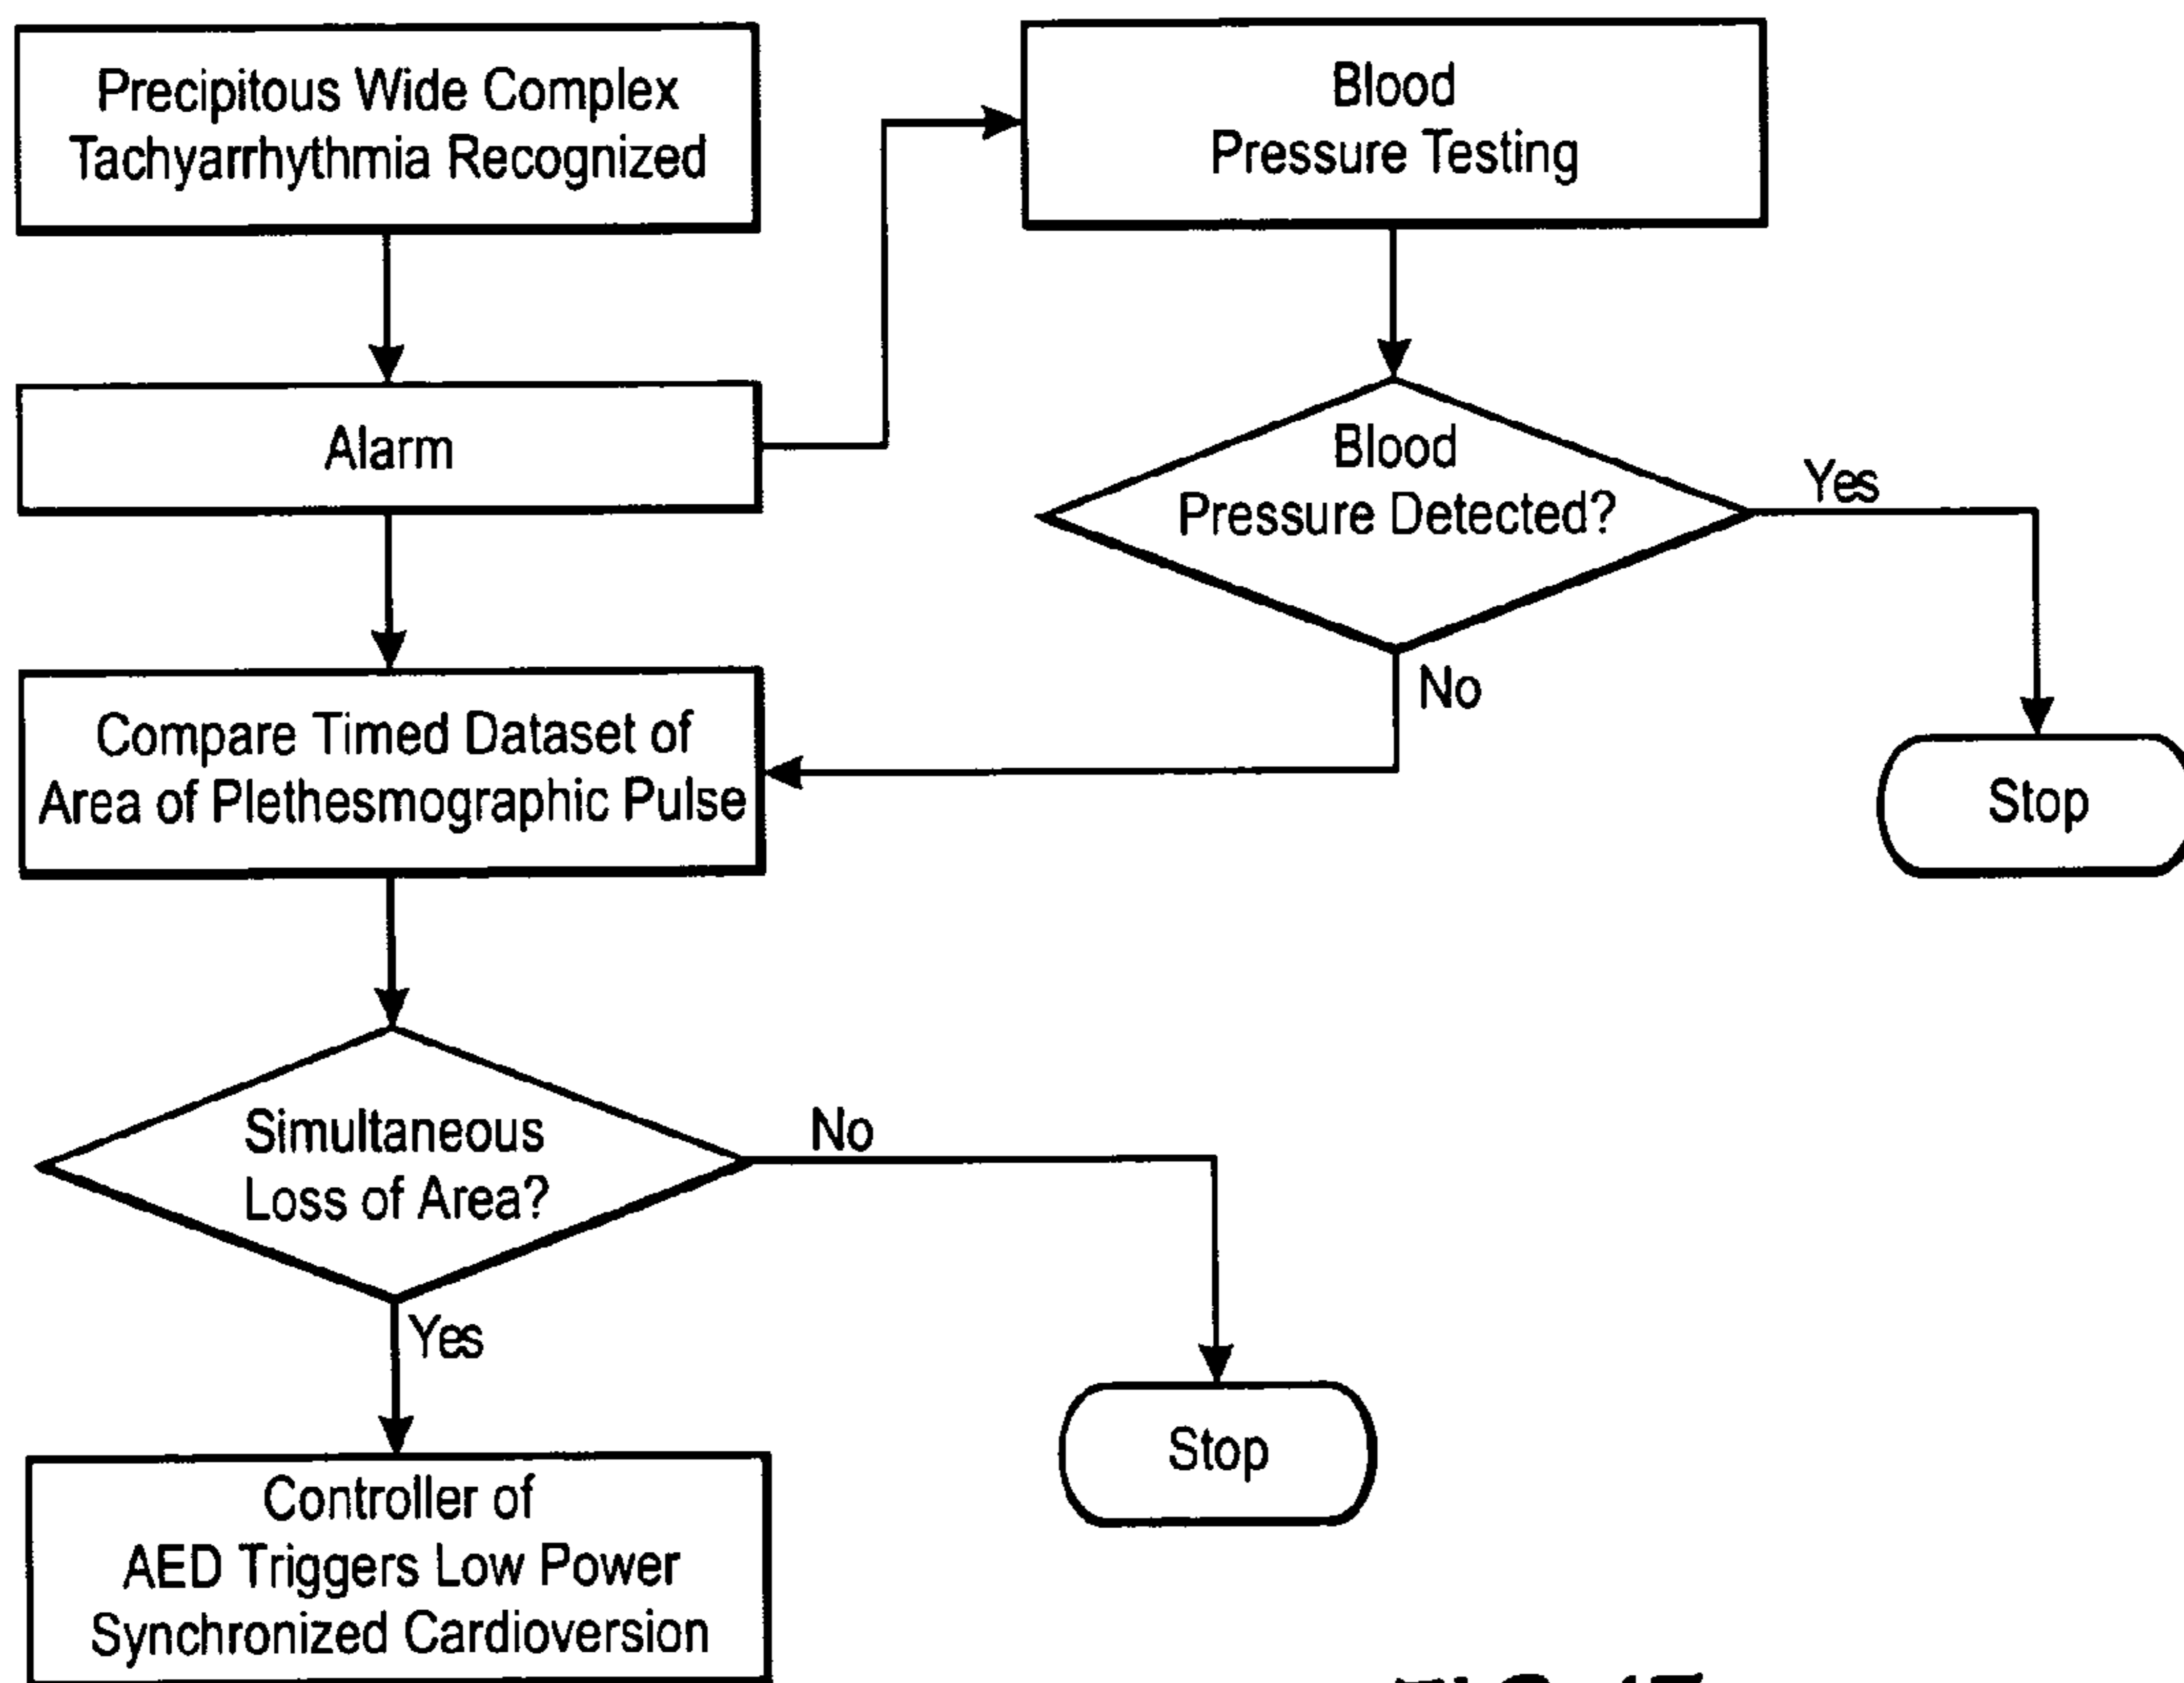 Precipitous Wide Complex
Tachyarrhythmia Recognized
Blood
Pressure Testing
Alarm
Blood
Pressure Detected?
Yes
No
Compare Timed Dataset of
Area of Plethesmographic Pulse
Stop
Simultaneous
Loss of Area?
No
Yes
Stop
Controller of
AED Triggers Low Power
Synchronized Cardioversion